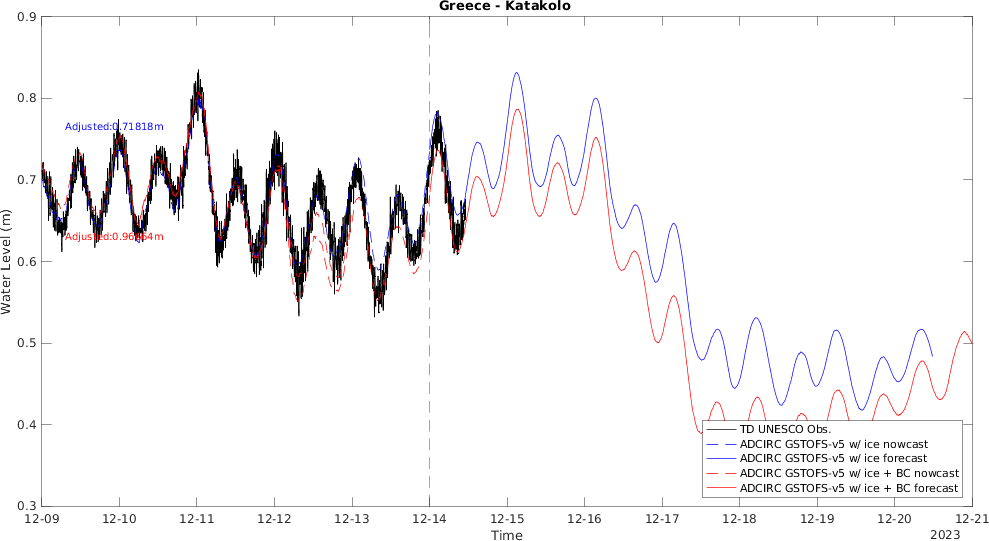 Greece - Katakolo
Water Level (m)
0.9
0.8
0.7
0.6
0.5
0.4
0.3
Adjusted:0.71818m
TD UNESCO Obs.
ADCIRC GSTOFS-v5 w/ ice nowcast
ADCIRC GSTOFS-v5 w/ ice forecast
ADCIRC GSTOFS-v5 w/ ice + BC nowcast
ADCIRC GSTOFS-v5 w/ ice + BC forecast
12-09 12-10 12-11 12-12 12-13 12-14 12-15 12-16 12-17 12-18 12-19 12-20 12-21
Time
2023